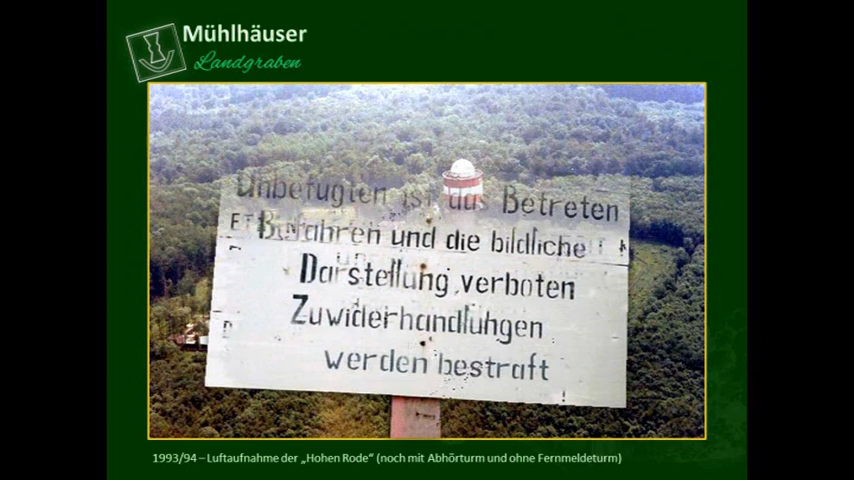 Mühlhäuser
Landgraben
Unbefugten ist das Betreten
Befahren und die bildliche
Darstellung verboten
Zuwiderhandlungen
werden bestraft
1993/94 – Luftaufnahme der „Hohen Rode“ (noch mit Abhörturm und ohne Fernmeldeturm)